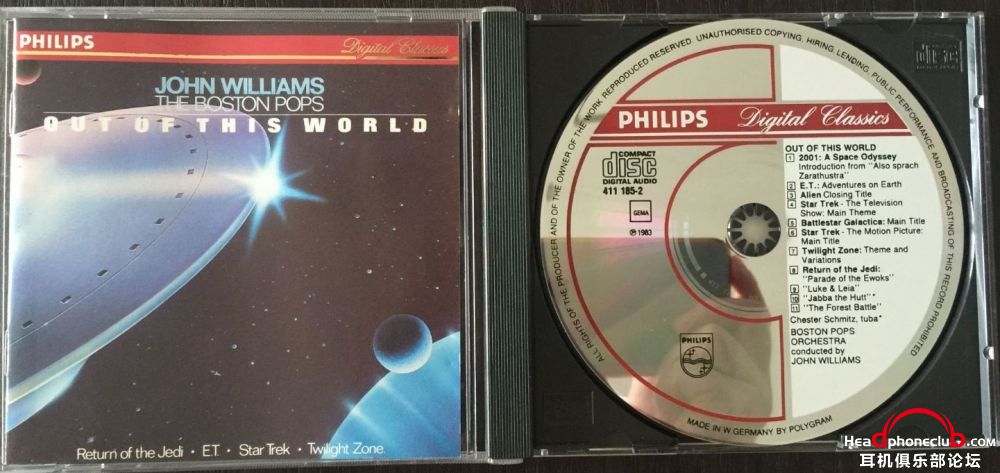 PHILIPS
Digital Classics
JOHN WILLIAMS
THE BOSTON POPS
OUT OF THIS WORLD
Return of the Jedi · E.T. · Star Trek · Twilight Zone
ALL RIGHTS OF THE PRODUCER AND OF THE OWNER OF THE WORK REPRODUCED RESERVED. UNAUTHORISED COPYING, HIRING, LENDING, PUBLIC PERFORMANCE AND BROADCASTING OF THIS RECORD PROHIBITED
PHILIPS Digital Classics
COMPACT
disc
DIGITAL AUDIO
411 185-2
GEMA
℗ 1983
PHILIPS
OUT OF THIS WORLD
1 2001: A Space Odyssey
Introduction from "Also sprach
Zarathustra"
2 E.T.: Adventures on Earth
3 Alien Closing Title
4 Star Trek - The Television
Show: Main Theme
5 Battlestar Galactica: Main Title
6 Star Trek - The Motion Picture:
Main Title
7 Twilight Zone: Theme and
Variations
8 Return of the Jedi:
"Parade of the Ewoks"
9 "Luke & Leia"
10 "Jabba the Hutt"*
11 "The Forest Battle"
Chester Schmitz, tuba*
BOSTON POPS
ORCHESTRA
conducted by
JOHN WILLIAMS
MADE IN W. GERMANY BY POLYGRAM
disc
Headphoneclub.com
耳机俱乐部论坛